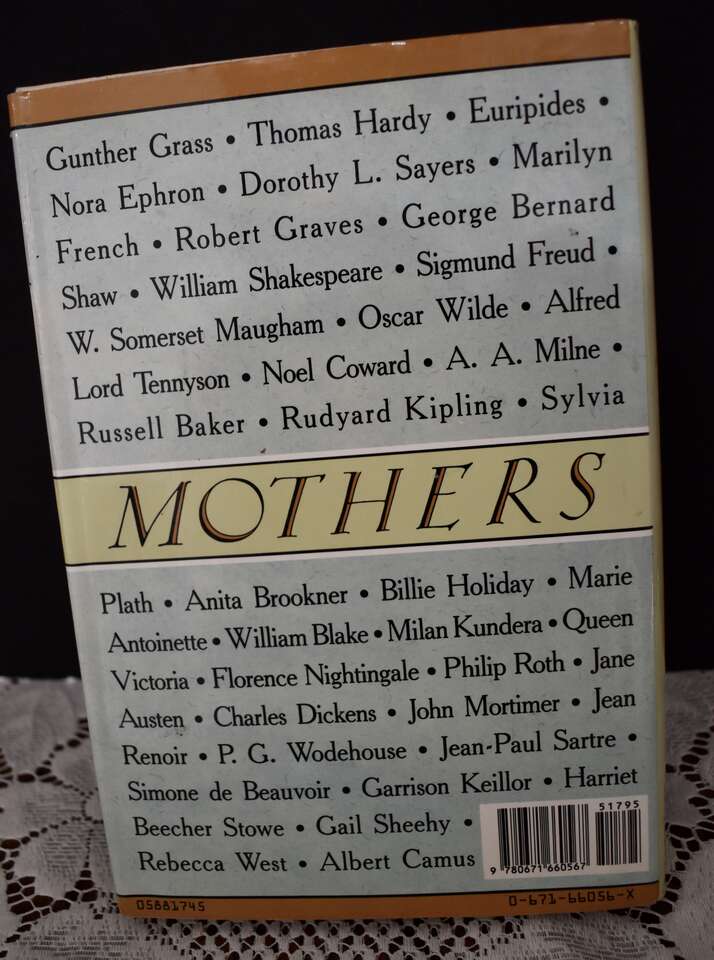 Gunther Grass • Thomas Hardy • Euripides •
Nora Ephron • Dorothy L. Sayers • Marilyn
French • Robert Graves • George Bernard
Shaw • William Shakespeare • Sigmund Freud •
W. Somerset Maugham • Oscar Wilde • Alfred
Lord Tennyson • Noel Coward • A. A. Milne •
Russell Baker • Rudyard Kipling • Sylvia
MOTHERS
Plath • Anita Brookner • Billie Holiday • Marie
Antoinette • William Blake • Milan Kundera • Queen
Victoria • Florence Nightingale • Philip Roth • Jane
Austen • Charles Dickens • John Mortimer • Jean
Renoir • P. G. Wodehouse • Jean-Paul Sartre •
Simone de Beauvoir • Garrison Keillor • Harriet
Beecher Stowe • Gail Sheehy •
Rebecca West • Albert Camus
51795
9 780671 660567
05881745
0-671-66056-X